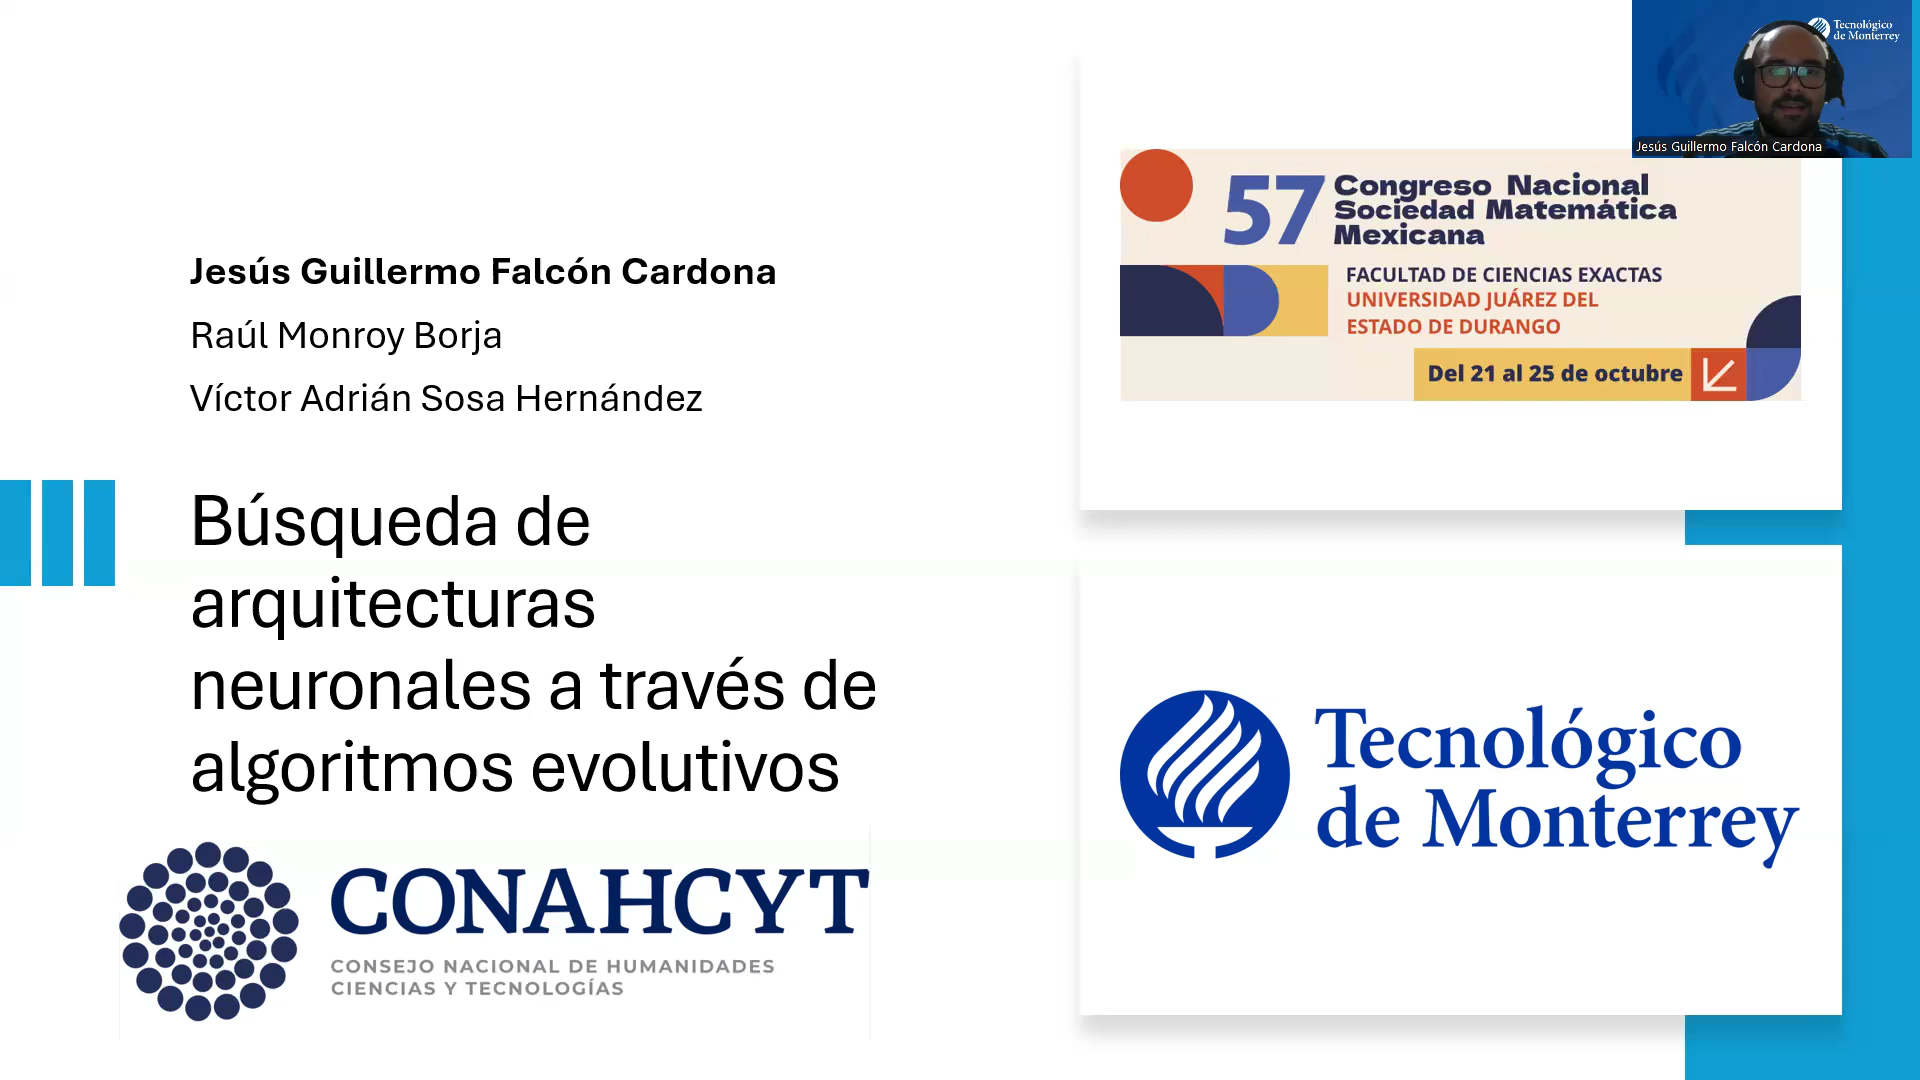 Jesús Guillermo Falcón Cardona
Raúl Monroy Borja
Víctor Adrián Sosa Hernández
Búsqueda de
arquitecturas
neuronales a través de
algoritmos evolutivos
CONAHCYT
CONSEJO NACIONAL DE HUMANIDADES
CIENCIAS Y TECNOLOGÍAS
Tecnológico
de Monterrey
Jesús Guillermo Falcón Cardona
57 Congreso Nacional
Sociedad Matemática
Mexicana
FACULTAD DE CIENCIAS EXACTAS
UNIVERSIDAD JUÁREZ DEL
ESTADO DE DURANGO
Del 21 al 25 de octubre
Tecnológico
de Monterrey